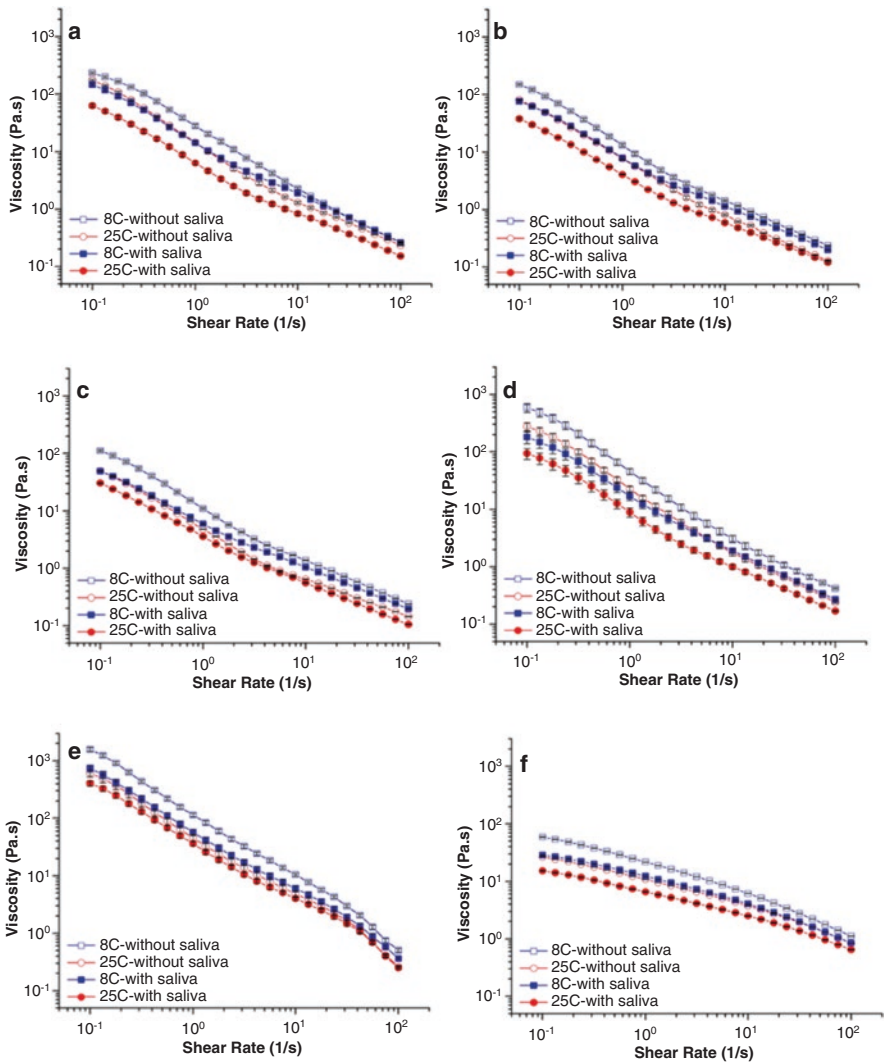 a
10³
10²
10¹
10⁰
10⁻¹
Viscosity (Pa.s)
8C-without saliva
25C-without saliva
8C-with saliva
25C-with saliva
10⁻¹ 10⁰ 10¹ 10²
Shear Rate (1/s)
b
10³
10²
10¹
10⁰
10⁻¹
Viscosity (Pa.s)
8C-without saliva
25C-without saliva
8C-with saliva
25C-with saliva
10⁻¹ 10⁰ 10¹ 10²
Shear Rate (1/s)
c
10³
10²
10¹
10⁰
10⁻¹
Viscosity (Pa.s)
8C-without saliva
25C-without saliva
8C-with saliva
25C-with saliva
10⁻¹ 10⁰ 10¹ 10²
Shear Rate (1/s)
d
10³
10²
10¹
10⁰
10⁻¹
Viscosity (Pa.s)
8C-without saliva
25C-without saliva
8C-with saliva
25C-with saliva
10⁻¹ 10⁰ 10¹ 10²
Shear Rate (1/s)
e
10³
10²
10¹
10⁰
10⁻¹
Viscosity (Pa.s)
8C-without saliva
25C-without saliva
8C-with saliva
25C-with saliva
10⁻¹ 10⁰ 10¹ 10²
Shear Rate (1/s)
f
10³
10²
10¹
10⁰
10⁻¹
Viscosity (Pa.s)
8C-without saliva
25C-without saliva
8C-with saliva
25C-with saliva
10⁻¹ 10⁰ 10¹ 10²
Shear Rate (1/s)